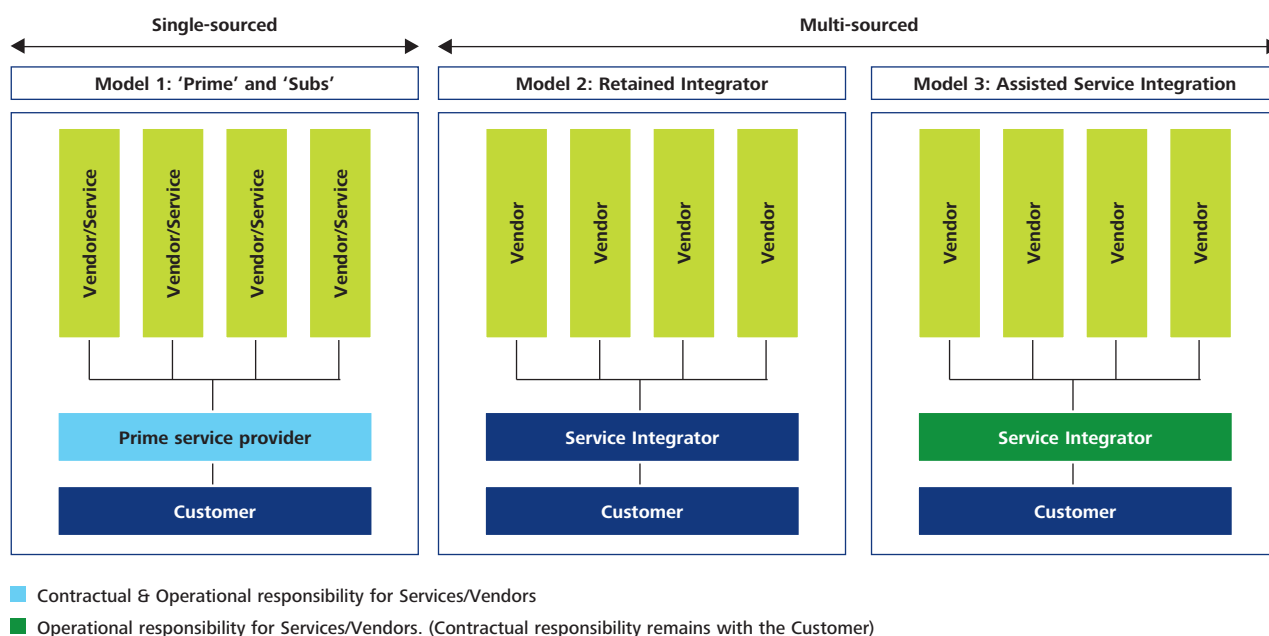 Single-sourced
Multi-sourced
Model 1: ‘Prime’ and ‘Subs’
Model 2: Retained Integrator
Model 3: Assisted Service Integration
Vendor/Service
Vendor/Service
Vendor/Service
Vendor/Service
Vendor
Vendor
Vendor
Vendor
Vendor
Vendor
Vendor
Vendor
Prime service provider
Service Integrator
Service Integrator
Customer
Customer
Customer
Contractual & Operational responsibility for Services/Vendors
Operational responsibility for Services/Vendors. (Contractual responsibility remains with the Customer)